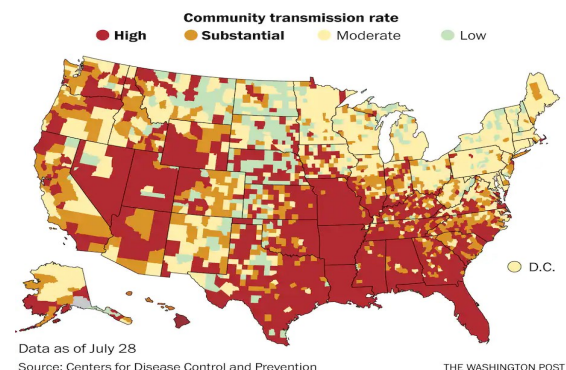 Community transmission rate
High Substantial Moderate Low
D.C.
Data as of July 28
Source: Centers for Disease Control and Prevention
THE WASHINGTON POST